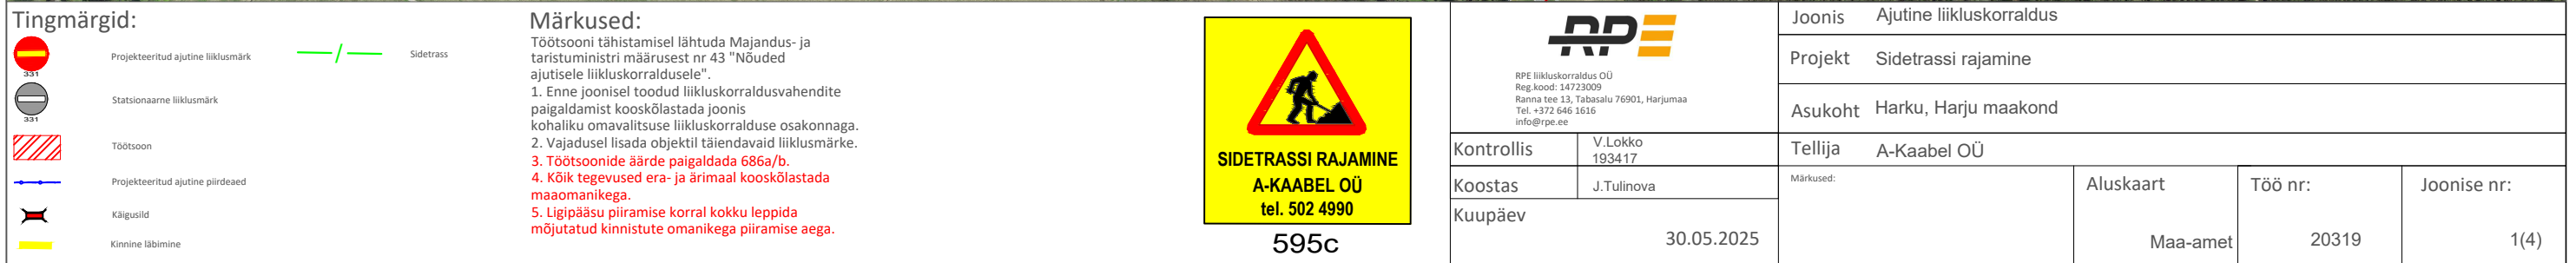 Tingmärgid:
331
Projekteeritud ajutine liiklusmärk
Sidetrass
331
Statsionaarne liiklusmärk
Töötsoon
Projekteeritud ajutine piirdeaed
Käigusild
Kinnine läbimine
Märkused:
Töötsooni tähistamisel lähtuda Majandus- ja
taristuministri määrusest nr 43 "Nõuded
ajutisele liikluskorraldusele".
1. Enne joonisel toodud liikluskorraldusvahendite
paigaldamist kooskõlastada joonis
kohaliku omavalitsuse liikluskorralduse osakonnaga.
2. Vajadusel lisada objektil täiendavaid liiklusmärke.
3. Töötsoonide äärde paigaldada 686a/b.
4. Kõik tegevused era- ja ärimaal kooskõlastada
maaomanikega.
5. Ligipääsu piiramise korral kokku leppida
mõjutatud kinnistute omanikega piiramise aega.
SIDETRASSI RAJAMINE
A-KAABEL OÜ
tel. 502 4990
595c
RPE
RPE liikluskorraldus OÜ
Reg.kood: 14723009
Ranna tee 13, Tabasalu 76901, Harjumaa
Tel. +372 646 1616
info@rpe.ee
Kontrollis
V.Lokko
193417
Koostas
J.Tulinova
Kuupäev
30.05.2025
Joonis Ajutine liikluskorraldus
Projekt Sidetrassi rajamine
Asukoht Harku, Harju maakond
Tellija A-Kaabel OÜ
Märkused:
Aluskaart
Maa-amet
Töö nr:
20319
Joonise nr:
1(4)